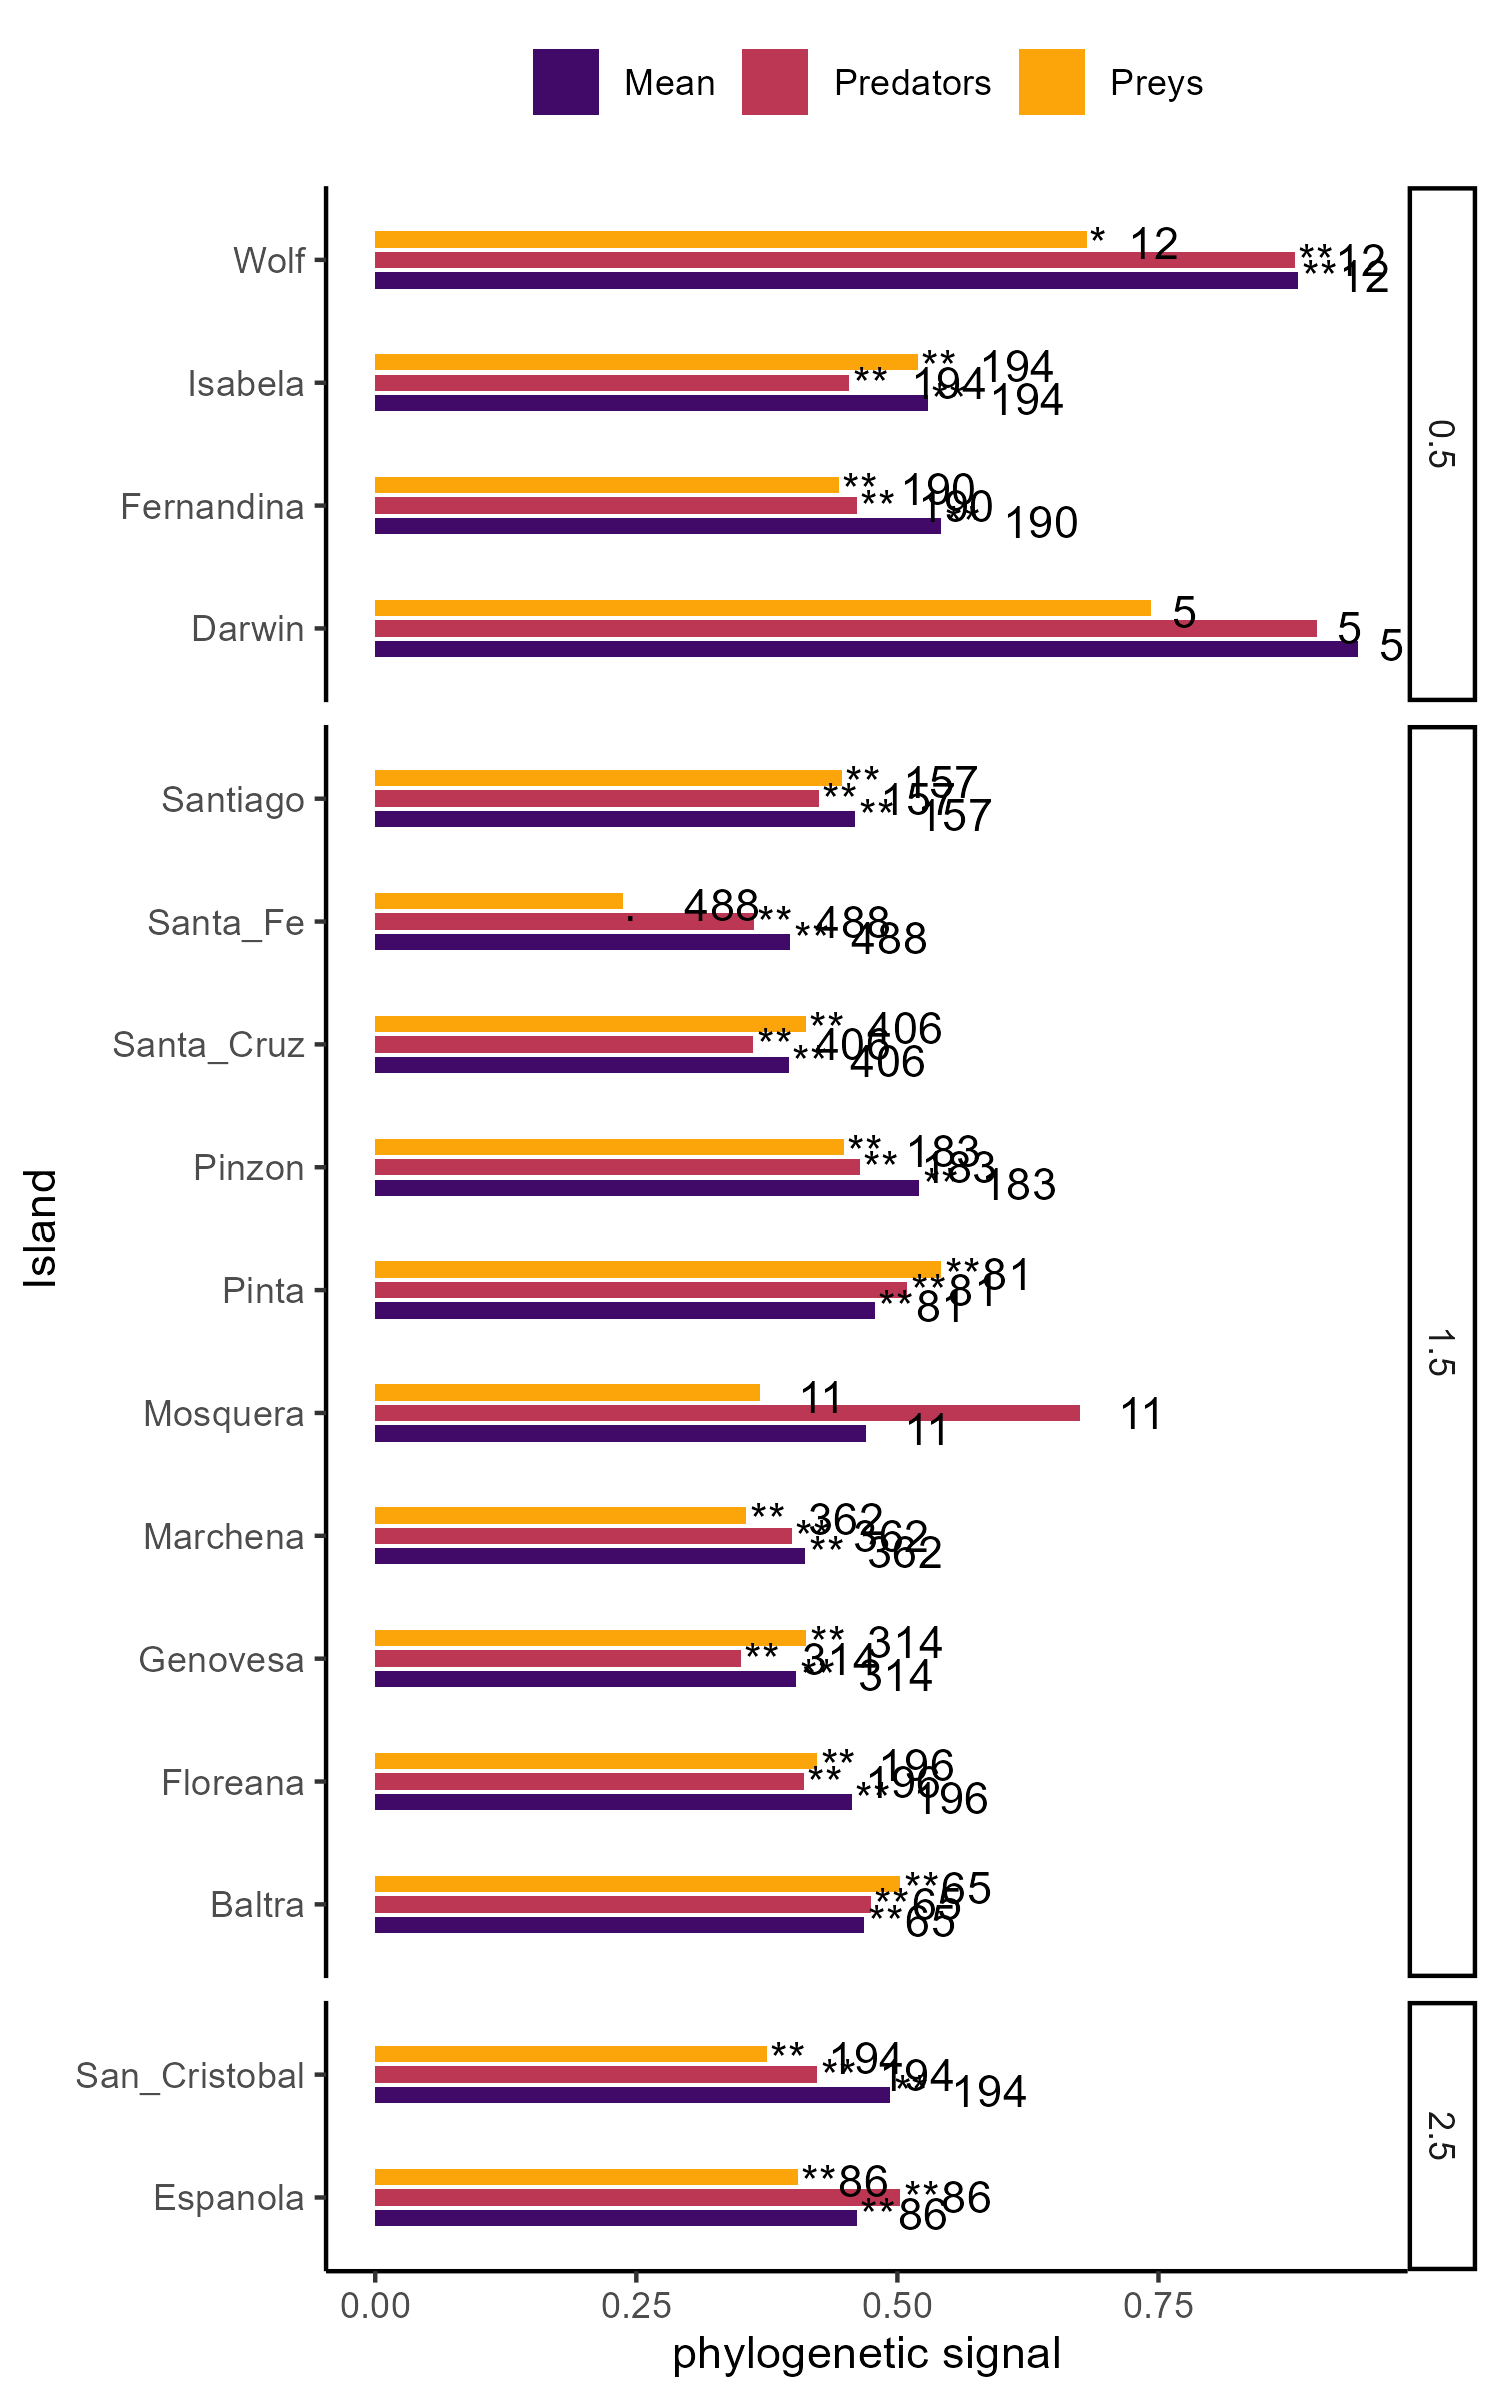 Mean Predators Preys
Wolf
* 12
**12
**12
Isabela
** 194
** 194
** 194
Fernandina
** 190
** 190
** 190
Darwin
5
5
5
0.5
Santiago
** 157
** 157
** 157
Santa_Fe
. 488
** 488
** 488
Santa_Cruz
** 406
** 406
** 406
Pinzon
** 183
** 183
** 183
Pinta
**81
**81
**81
Mosquera
11
11
11
Marchena
** 362
** 362
** 362
Genovesa
** 314
** 314
** 314
Floreana
** 196
** 196
** 196
Baltra
**65
**65
**65
1.5
San_Cristobal
** 194
** 194
** 194
Espanola
**86
**86
**86
2.5
Island
0.00 0.25 0.50 0.75
phylogenetic signal